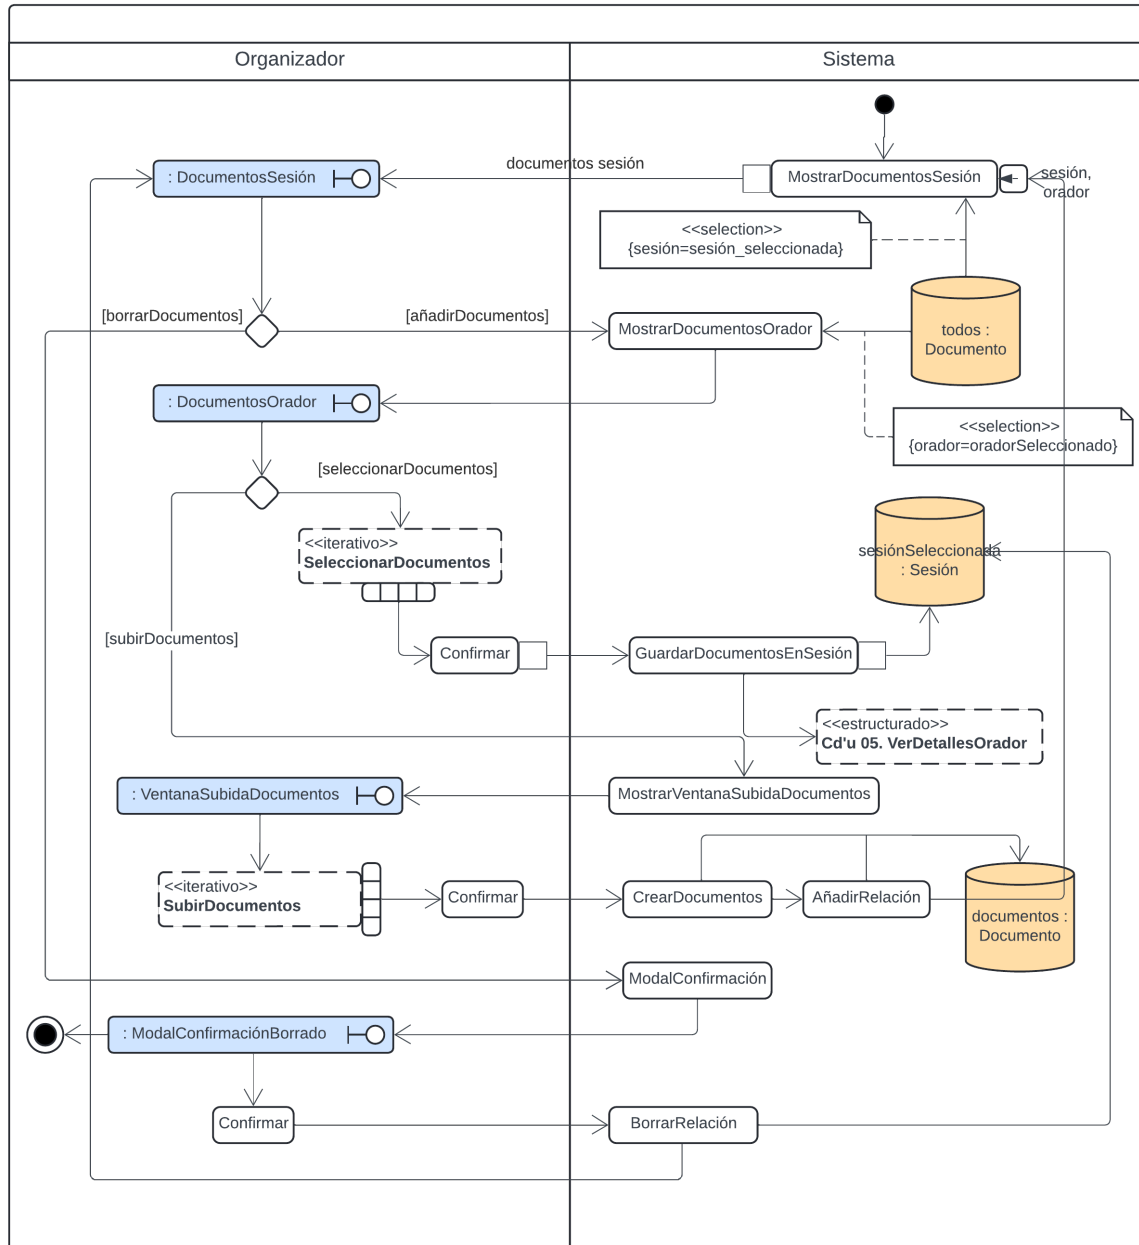 Organizador
Sistema
documentos sesión
: DocumentosSesión
MostrarDocumentosSesión
sesión,
orador
<<selection>>
{sesión=sesión_seleccionada}
[borrarDocumentos]
[añadirDocumentos]
MostrarDocumentosOrador
todos :
Documento
: DocumentosOrador
<<selection>>
{orador=oradorSeleccionado}
[seleccionarDocumentos]
<<iterativo>>
SeleccionarDocumentos
sesiónSeleccionada
: Sesión
[subirDocumentos]
Confirmar
GuardarDocumentosEnSesión
<<estructurado>>
Cd'u 05. VerDetallesOrador
: VentanaSubidaDocumentos
MostrarVentanaSubidaDocumentos
<<iterativo>>
SubirDocumentos
Confirmar
CrearDocumentos
AñadirRelación
documentos :
Documento
ModalConfirmación
: ModalConfirmaciónBorrado
Confirmar
BorrarRelación